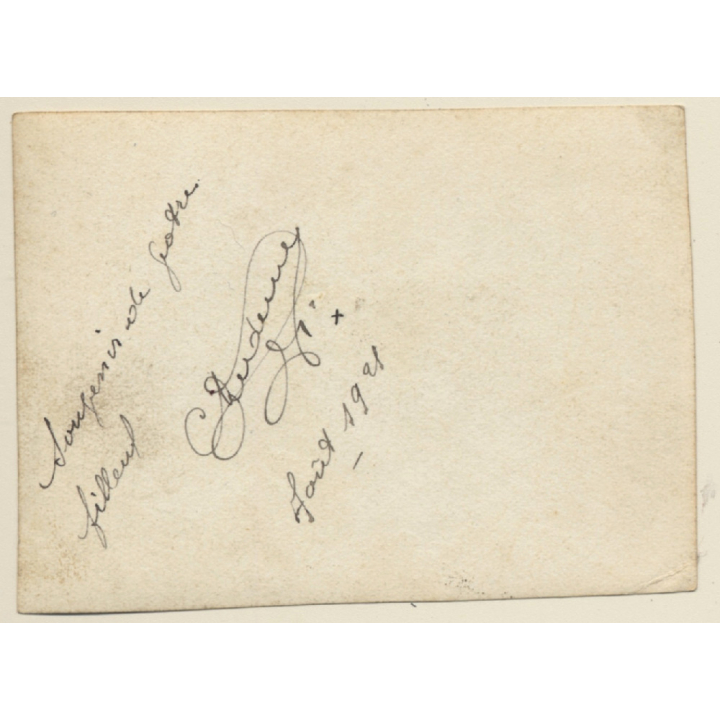 Souvenir de votre
filleul
+
Août 1921